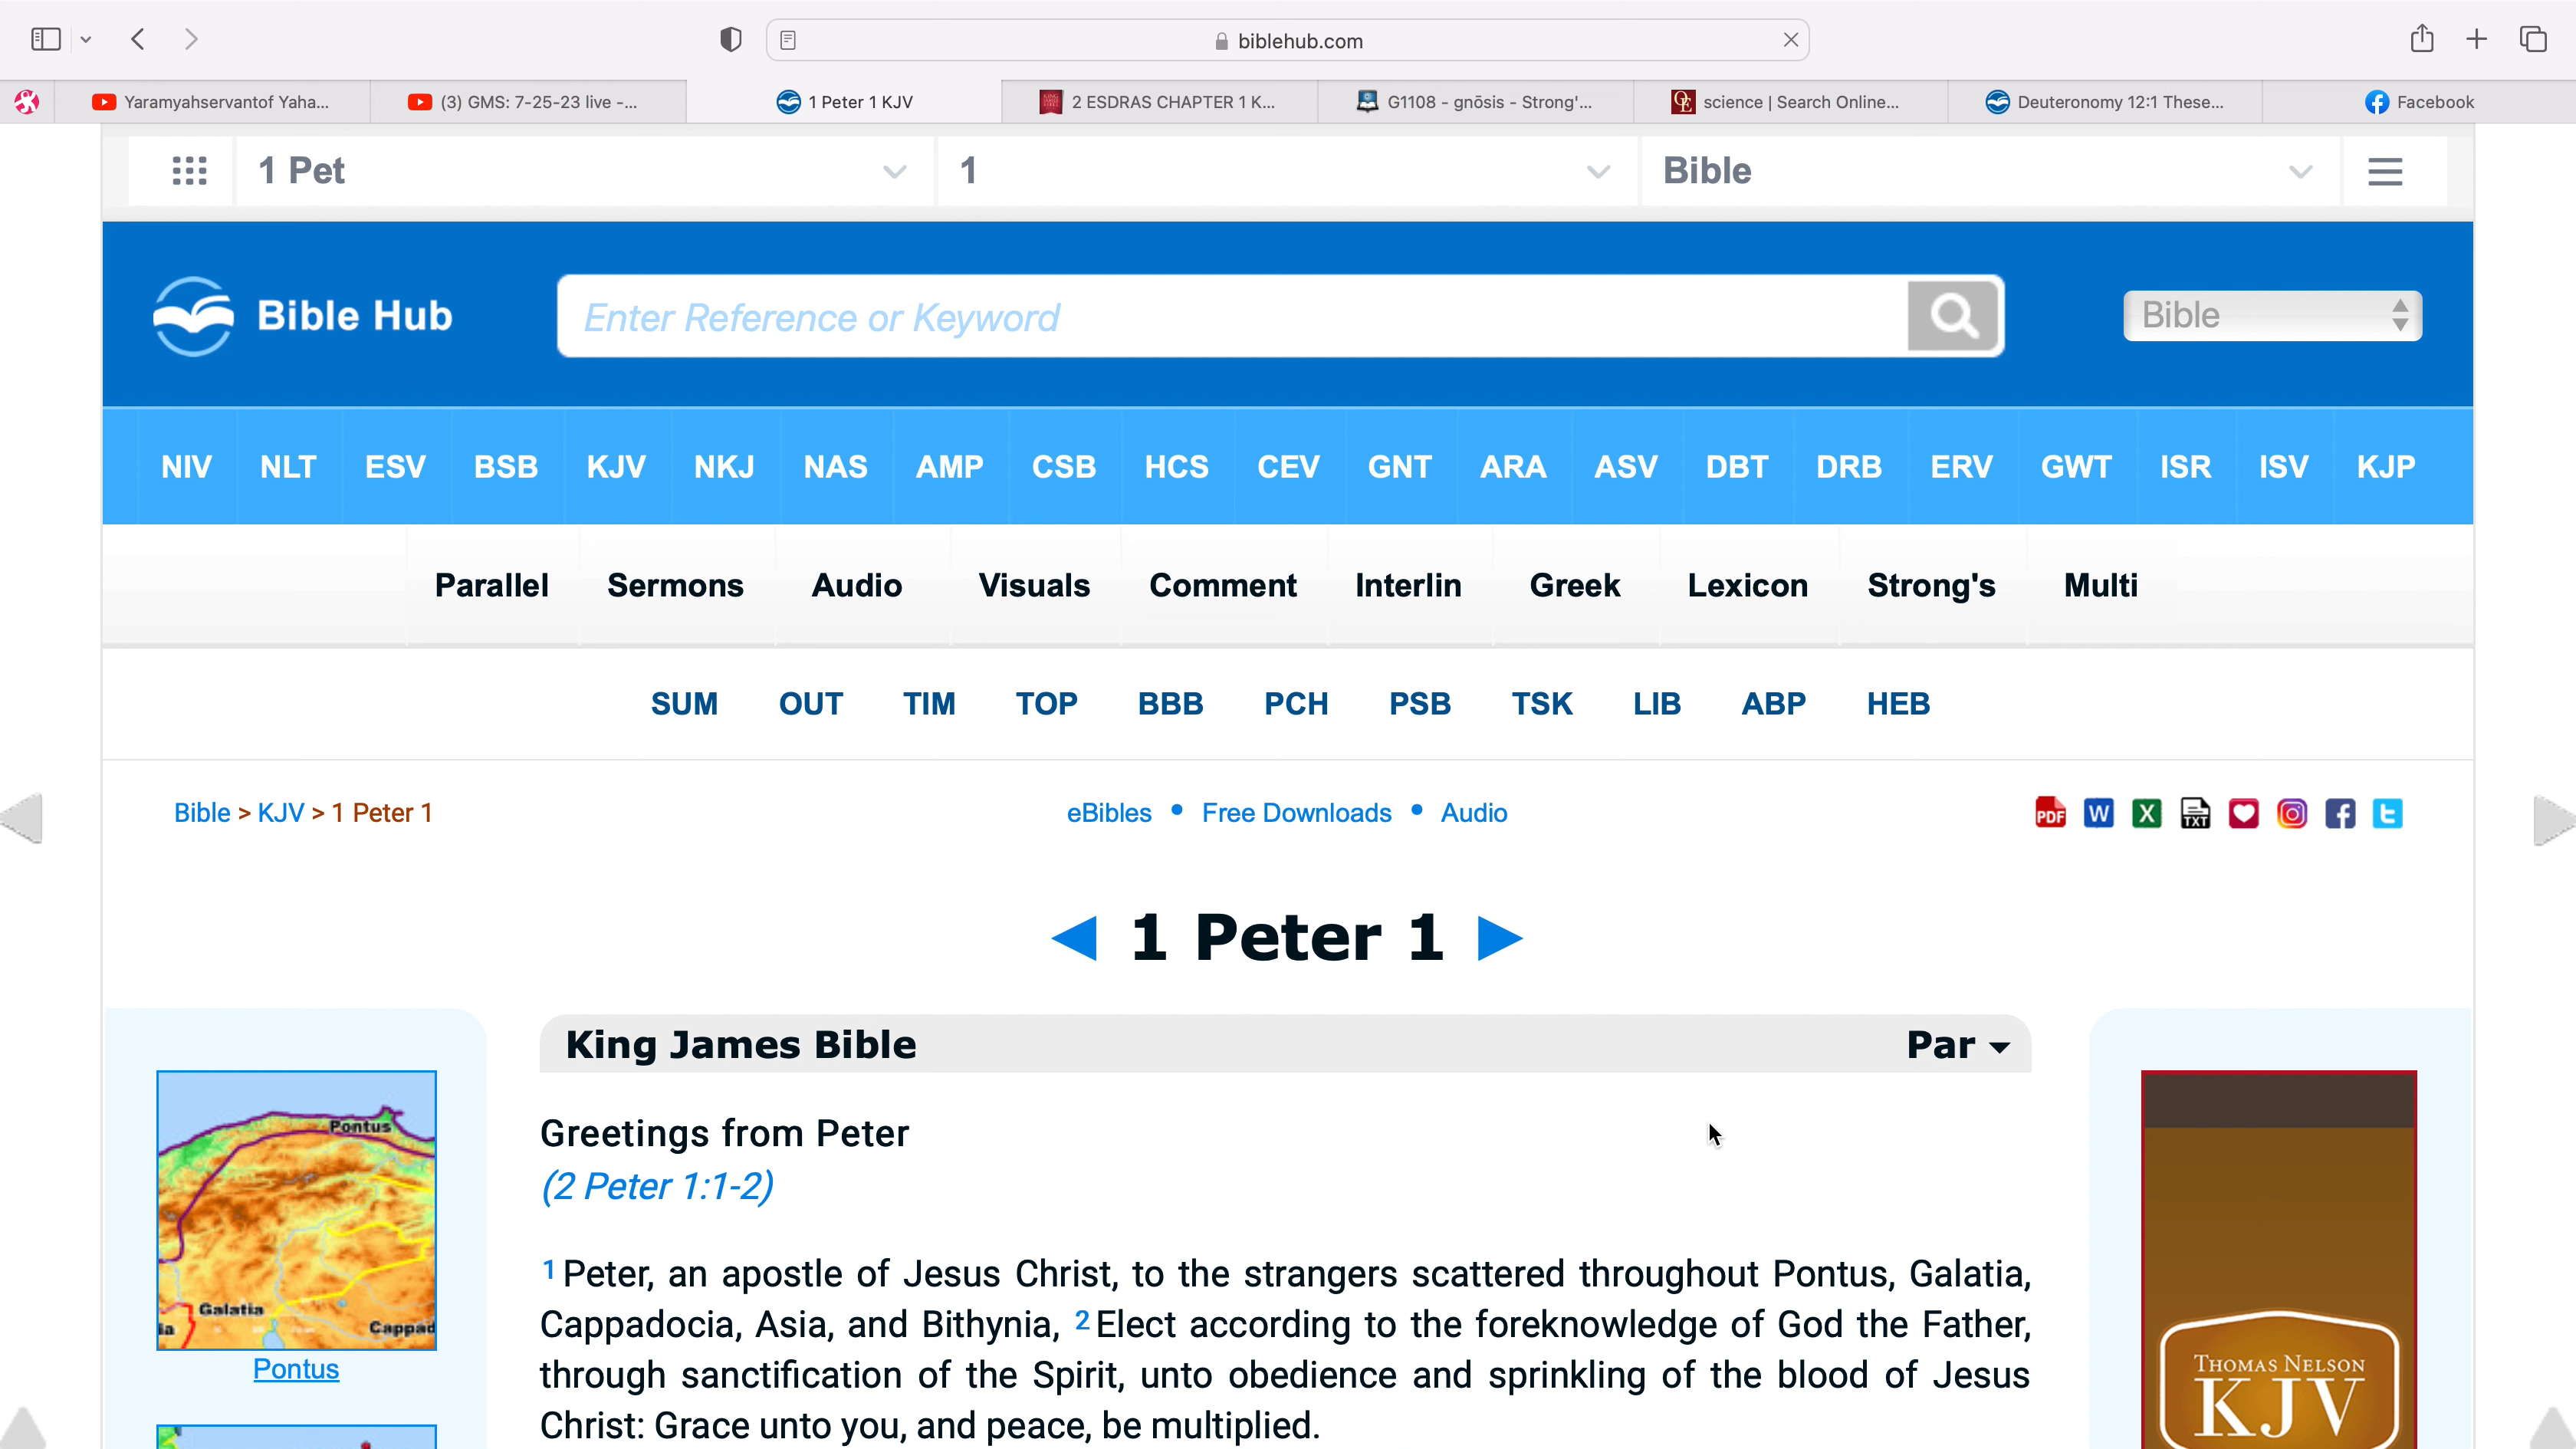 biblehub.com
Yaramyahservantof Yaha...
(3) GMS: 7-25-23 live -...
1 Peter 1 KJV
2 ESDRAS CHAPTER 1 K...
G1108 - gnōsis - Strong'...
science | Search Online...
Deuteronomy 12:1 These...
Facebook
1 Pet
1
Bible
Bible Hub
Enter Reference or Keyword
Bible
NIV NLT ESV BSB KJV NKJ NAS AMP CSB HCS CEV GNT ARA ASV DBT DRB ERV GWT ISR ISV KJP
Parallel Sermons Audio Visuals Comment Interlin Greek Lexicon Strong's Multi
SUM OUT TIM TOP BBB PCH PSB TSK LIB ABP HEB
Bible > KJV > 1 Peter 1
eBibles • Free Downloads • Audio
PDF W X TXT
1 Peter 1
King James Bible
Par
Greetings from Peter
(2 Peter 1:1-2)
1 Peter, an apostle of Jesus Christ, to the strangers scattered throughout Pontus, Galatia,
Cappadocia, Asia, and Bithynia, 2 Elect according to the foreknowledge of God the Father,
through sanctification of the Spirit, unto obedience and sprinkling of the blood of Jesus
Christ: Grace unto you, and peace, be multiplied.
Pontus
Galatia
ia
Cappad
Pontus
THOMAS NELSON
KJV